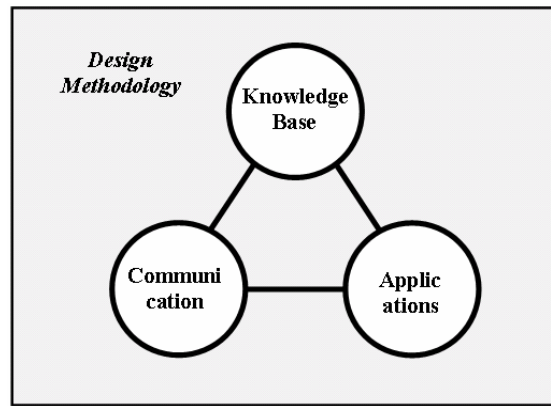 Design
Methodology
Knowledge
Base
Communi
cation
Applic
ations